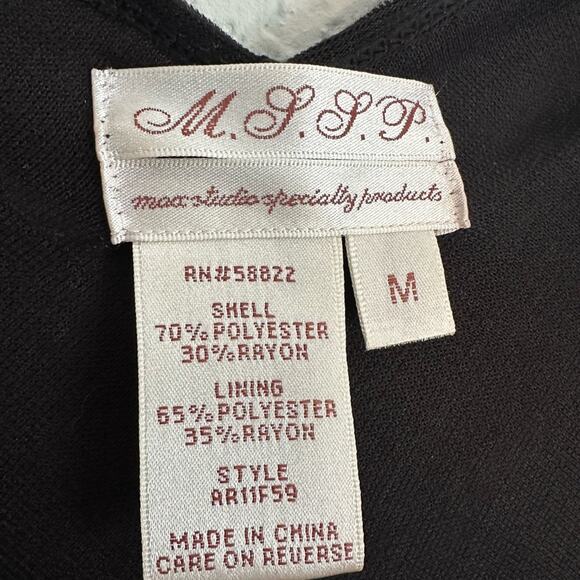 M.S.S.P.
max studio specialty products
M
RN#58822
SHELL
70% POLYESTER
30% RAYON
LINING
65% POLYESTER
35% RAYON
STYLE
AR11F59
MADE IN CHINA
CARE ON REVERSE